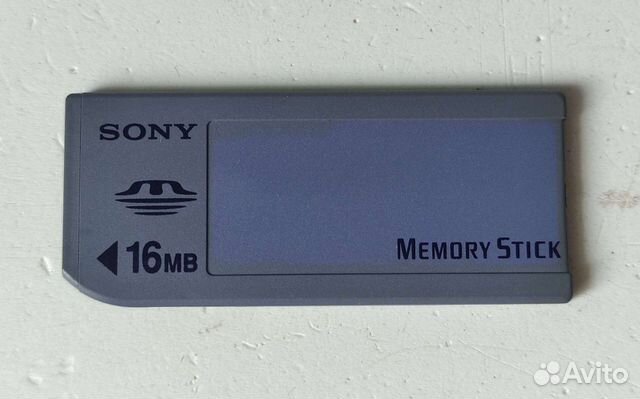 SONY
◀ 16MB
MEMORY STICK
Avito